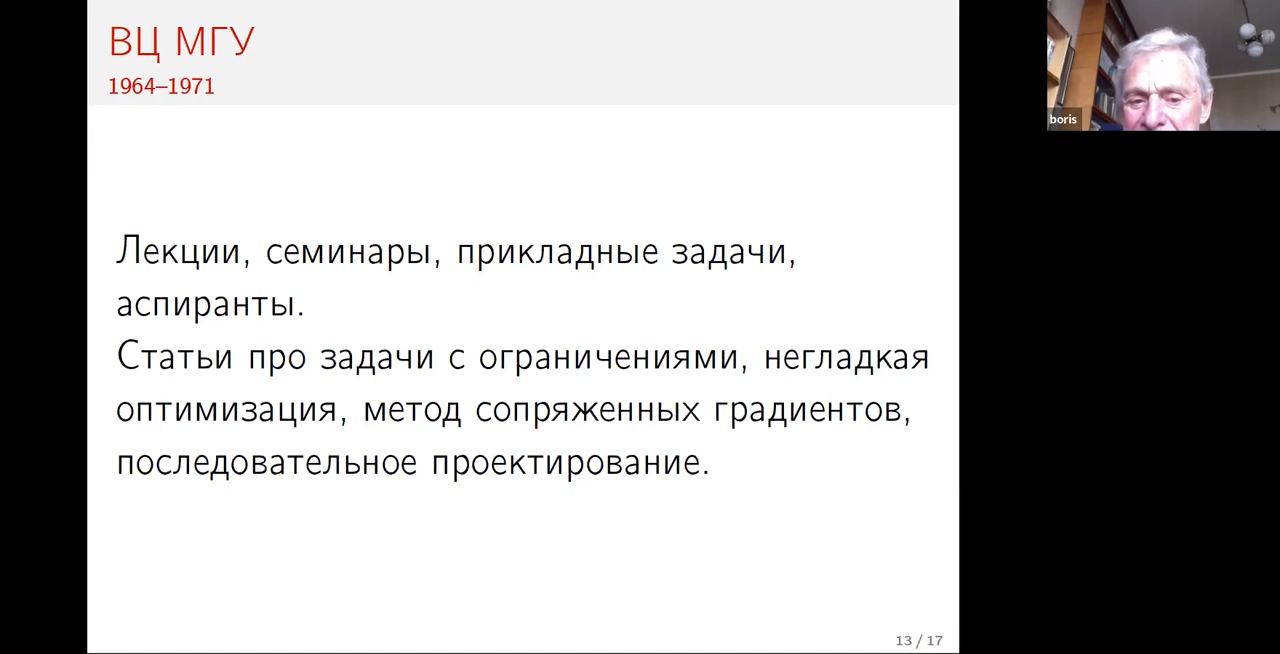 ВЦ МГУ
1964–1971
Лекции, семинары, прикладные задачи,
аспиранты.
Статьи про задачи с ограничениями, негладкая
оптимизация, метод сопряженных градиентов,
последовательное проектирование.
13 / 17
boris